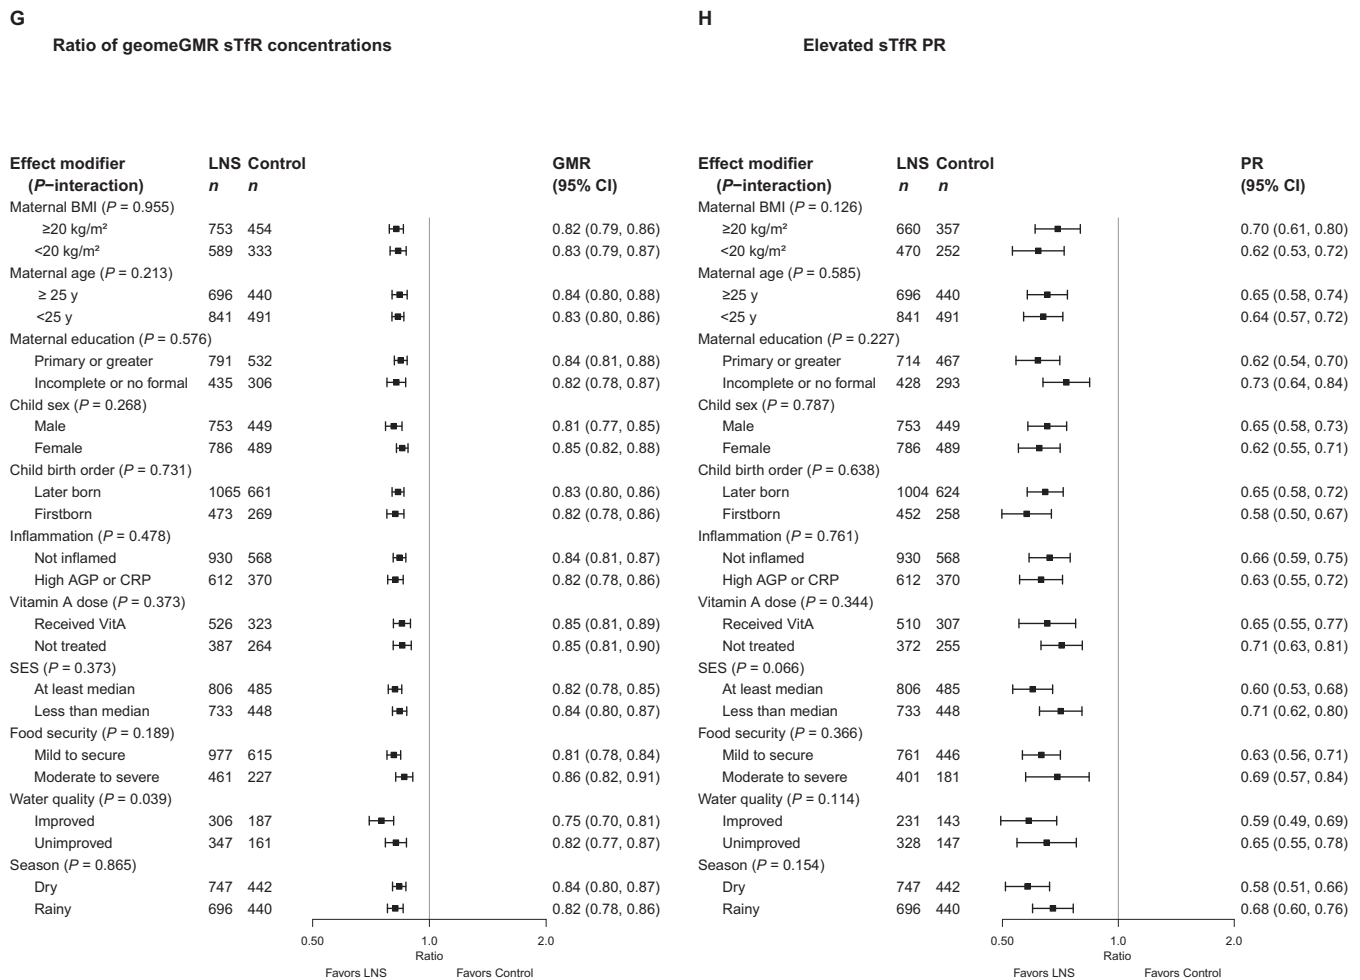 G
Ratio of geomeGMR sTfR concentrations
Effect modifier LNS Control GMR
(P−interaction) n n (95% CI)
Maternal BMI (P = 0.955)
≥20 kg/m² 753 454 0.82 (0.79, 0.86)
<20 kg/m² 589 333 0.83 (0.79, 0.87)
Maternal age (P = 0.213)
≥ 25 y 696 440 0.84 (0.80, 0.88)
<25 y 841 491 0.83 (0.80, 0.86)
Maternal education (P = 0.576)
Primary or greater 791 532 0.84 (0.81, 0.88)
Incomplete or no formal 435 306 0.82 (0.78, 0.87)
Child sex (P = 0.268)
Male 753 449 0.81 (0.77, 0.85)
Female 786 489 0.85 (0.82, 0.88)
Child birth order (P = 0.731)
Later born 1065 661 0.83 (0.80, 0.86)
Firstborn 473 269 0.82 (0.78, 0.86)
Inflammation (P = 0.478)
Not inflamed 930 568 0.84 (0.81, 0.87)
High AGP or CRP 612 370 0.82 (0.78, 0.86)
Vitamin A dose (P = 0.373)
Received VitA 526 323 0.85 (0.81, 0.89)
Not treated 387 264 0.85 (0.81, 0.90)
SES (P = 0.373)
At least median 806 485 0.82 (0.78, 0.85)
Less than median 733 448 0.84 (0.80, 0.87)
Food security (P = 0.189)
Mild to secure 977 615 0.81 (0.78, 0.84)
Moderate to severe 461 227 0.86 (0.82, 0.91)
Water quality (P = 0.039)
Improved 306 187 0.75 (0.70, 0.81)
Unimproved 347 161 0.82 (0.77, 0.87)
Season (P = 0.865)
Dry 747 442 0.84 (0.80, 0.87)
Rainy 696 440 0.82 (0.78, 0.86)
0.50 1.0 2.0
Ratio
Favors LNS Favors Control
H
Elevated sTfR PR
Effect modifier LNS Control PR
(P−interaction) n n (95% CI)
Maternal BMI (P = 0.126)
≥20 kg/m² 660 357 0.70 (0.61, 0.80)
<20 kg/m² 470 252 0.62 (0.53, 0.72)
Maternal age (P = 0.585)
≥25 y 696 440 0.65 (0.58, 0.74)
<25 y 841 491 0.64 (0.57, 0.72)
Maternal education (P = 0.227)
Primary or greater 714 467 0.62 (0.54, 0.70)
Incomplete or no formal 428 293 0.73 (0.64, 0.84)
Child sex (P = 0.787)
Male 753 449 0.65 (0.58, 0.73)
Female 786 489 0.62 (0.55, 0.71)
Child birth order (P = 0.638)
Later born 1004 624 0.65 (0.58, 0.72)
Firstborn 452 258 0.58 (0.50, 0.67)
Inflammation (P = 0.761)
Not inflamed 930 568 0.66 (0.59, 0.75)
High AGP or CRP 612 370 0.63 (0.55, 0.72)
Vitamin A dose (P = 0.344)
Received VitA 510 307 0.65 (0.55, 0.77)
Not treated 372 255 0.71 (0.63, 0.81)
SES (P = 0.066)
At least median 806 485 0.60 (0.53, 0.68)
Less than median 733 448 0.71 (0.62, 0.80)
Food security (P = 0.366)
Mild to secure 761 446 0.63 (0.56, 0.71)
Moderate to severe 401 181 0.69 (0.57, 0.84)
Water quality (P = 0.114)
Improved 231 143 0.59 (0.49, 0.69)
Unimproved 328 147 0.65 (0.55, 0.78)
Season (P = 0.154)
Dry 747 442 0.58 (0.51, 0.66)
Rainy 696 440 0.68 (0.60, 0.76)
0.50 1.0 2.0
Ratio
Favors LNS Favors Control